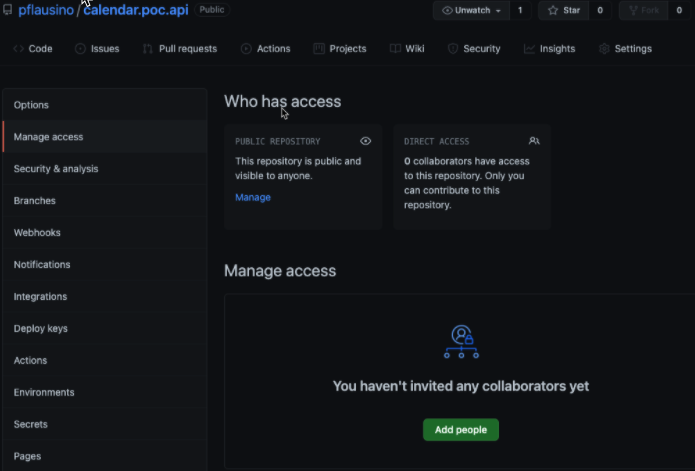 pflausino / calendar.poc.api Public
Unwatch 1 Star 0 Fork 0
Code Issues Pull requests Actions Projects Wiki Security Insights Settings
Options
Manage access
Security & analysis
Branches
Webhooks
Notifications
Integrations
Deploy keys
Actions
Environments
Secrets
Pages
Who has access
PUBLIC REPOSITORY
This repository is public and
visible to anyone.
Manage
DIRECT ACCESS
0 collaborators have access
to this repository. Only you
can contribute to this
repository.
Manage access
You haven't invited any collaborators yet
Add people